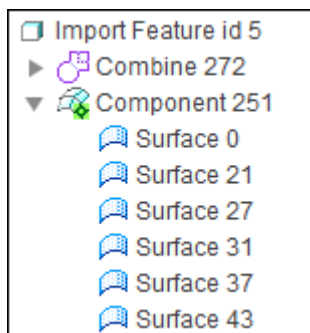 Import Feature id 5
Combine 272
Component 251
Surface 0
Surface 21
Surface 27
Surface 31
Surface 37
Surface 43